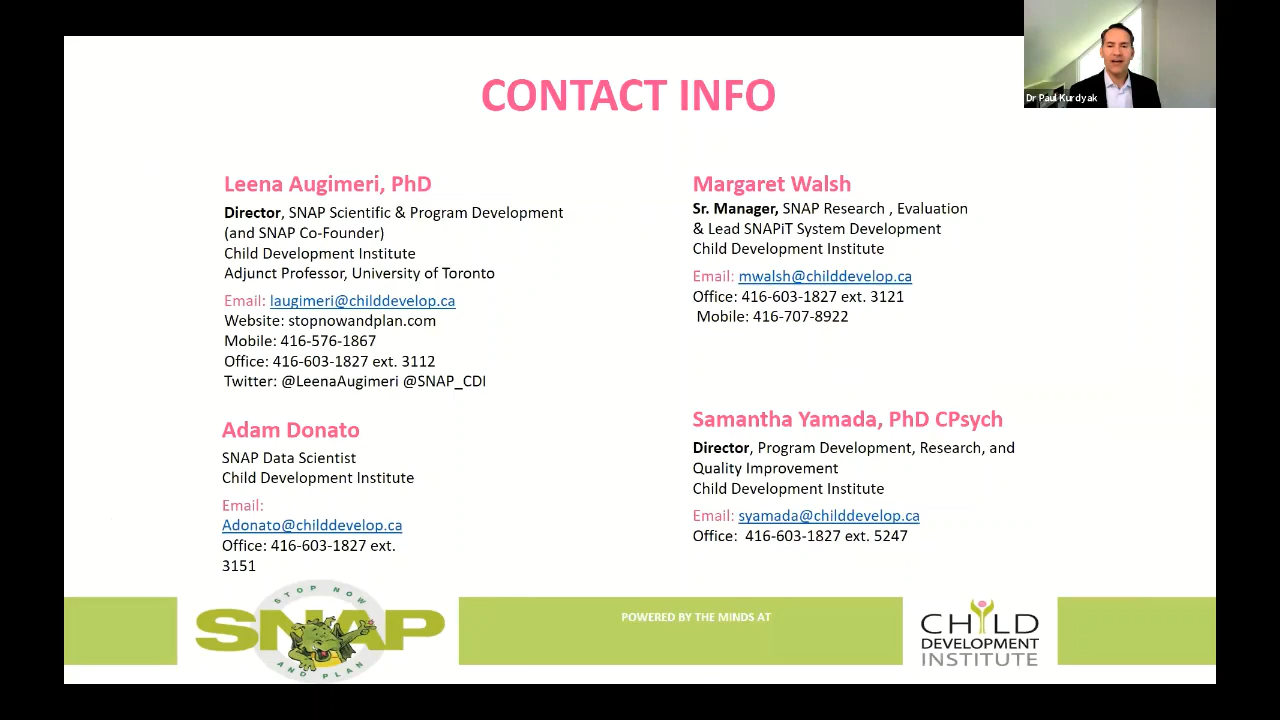 CONTACT INFO
Dr Paul Kurdyak
Leena Augimeri, PhD
Director, SNAP Scientific & Program Development
(and SNAP Co-Founder)
Child Development Institute
Adjunct Professor, University of Toronto
Email: laugimeri@childdevelop.ca
Website: stopnowandplan.com
Mobile: 416-576-1867
Office: 416-603-1827 ext. 3112
Twitter: @LeenaAugimeri @SNAP_CDI
Margaret Walsh
Sr. Manager, SNAP Research , Evaluation
& Lead SNAPiT System Development
Child Development Institute
Email: mwalsh@childdevelop.ca
Office: 416-603-1827 ext. 3121
Mobile: 416-707-8922
Adam Donato
SNAP Data Scientist
Child Development Institute
Email:
Adonato@childdevelop.ca
Office: 416-603-1827 ext.
3151
Samantha Yamada, PhD CPsych
Director, Program Development, Research, and
Quality Improvement
Child Development Institute
Email: syamada@childdevelop.ca
Office: 416-603-1827 ext. 5247
STOP NOW
SNAP
AND PLAN
POWERED BY THE MINDS AT
CHILD
DEVELOPMENT
INSTITUTE